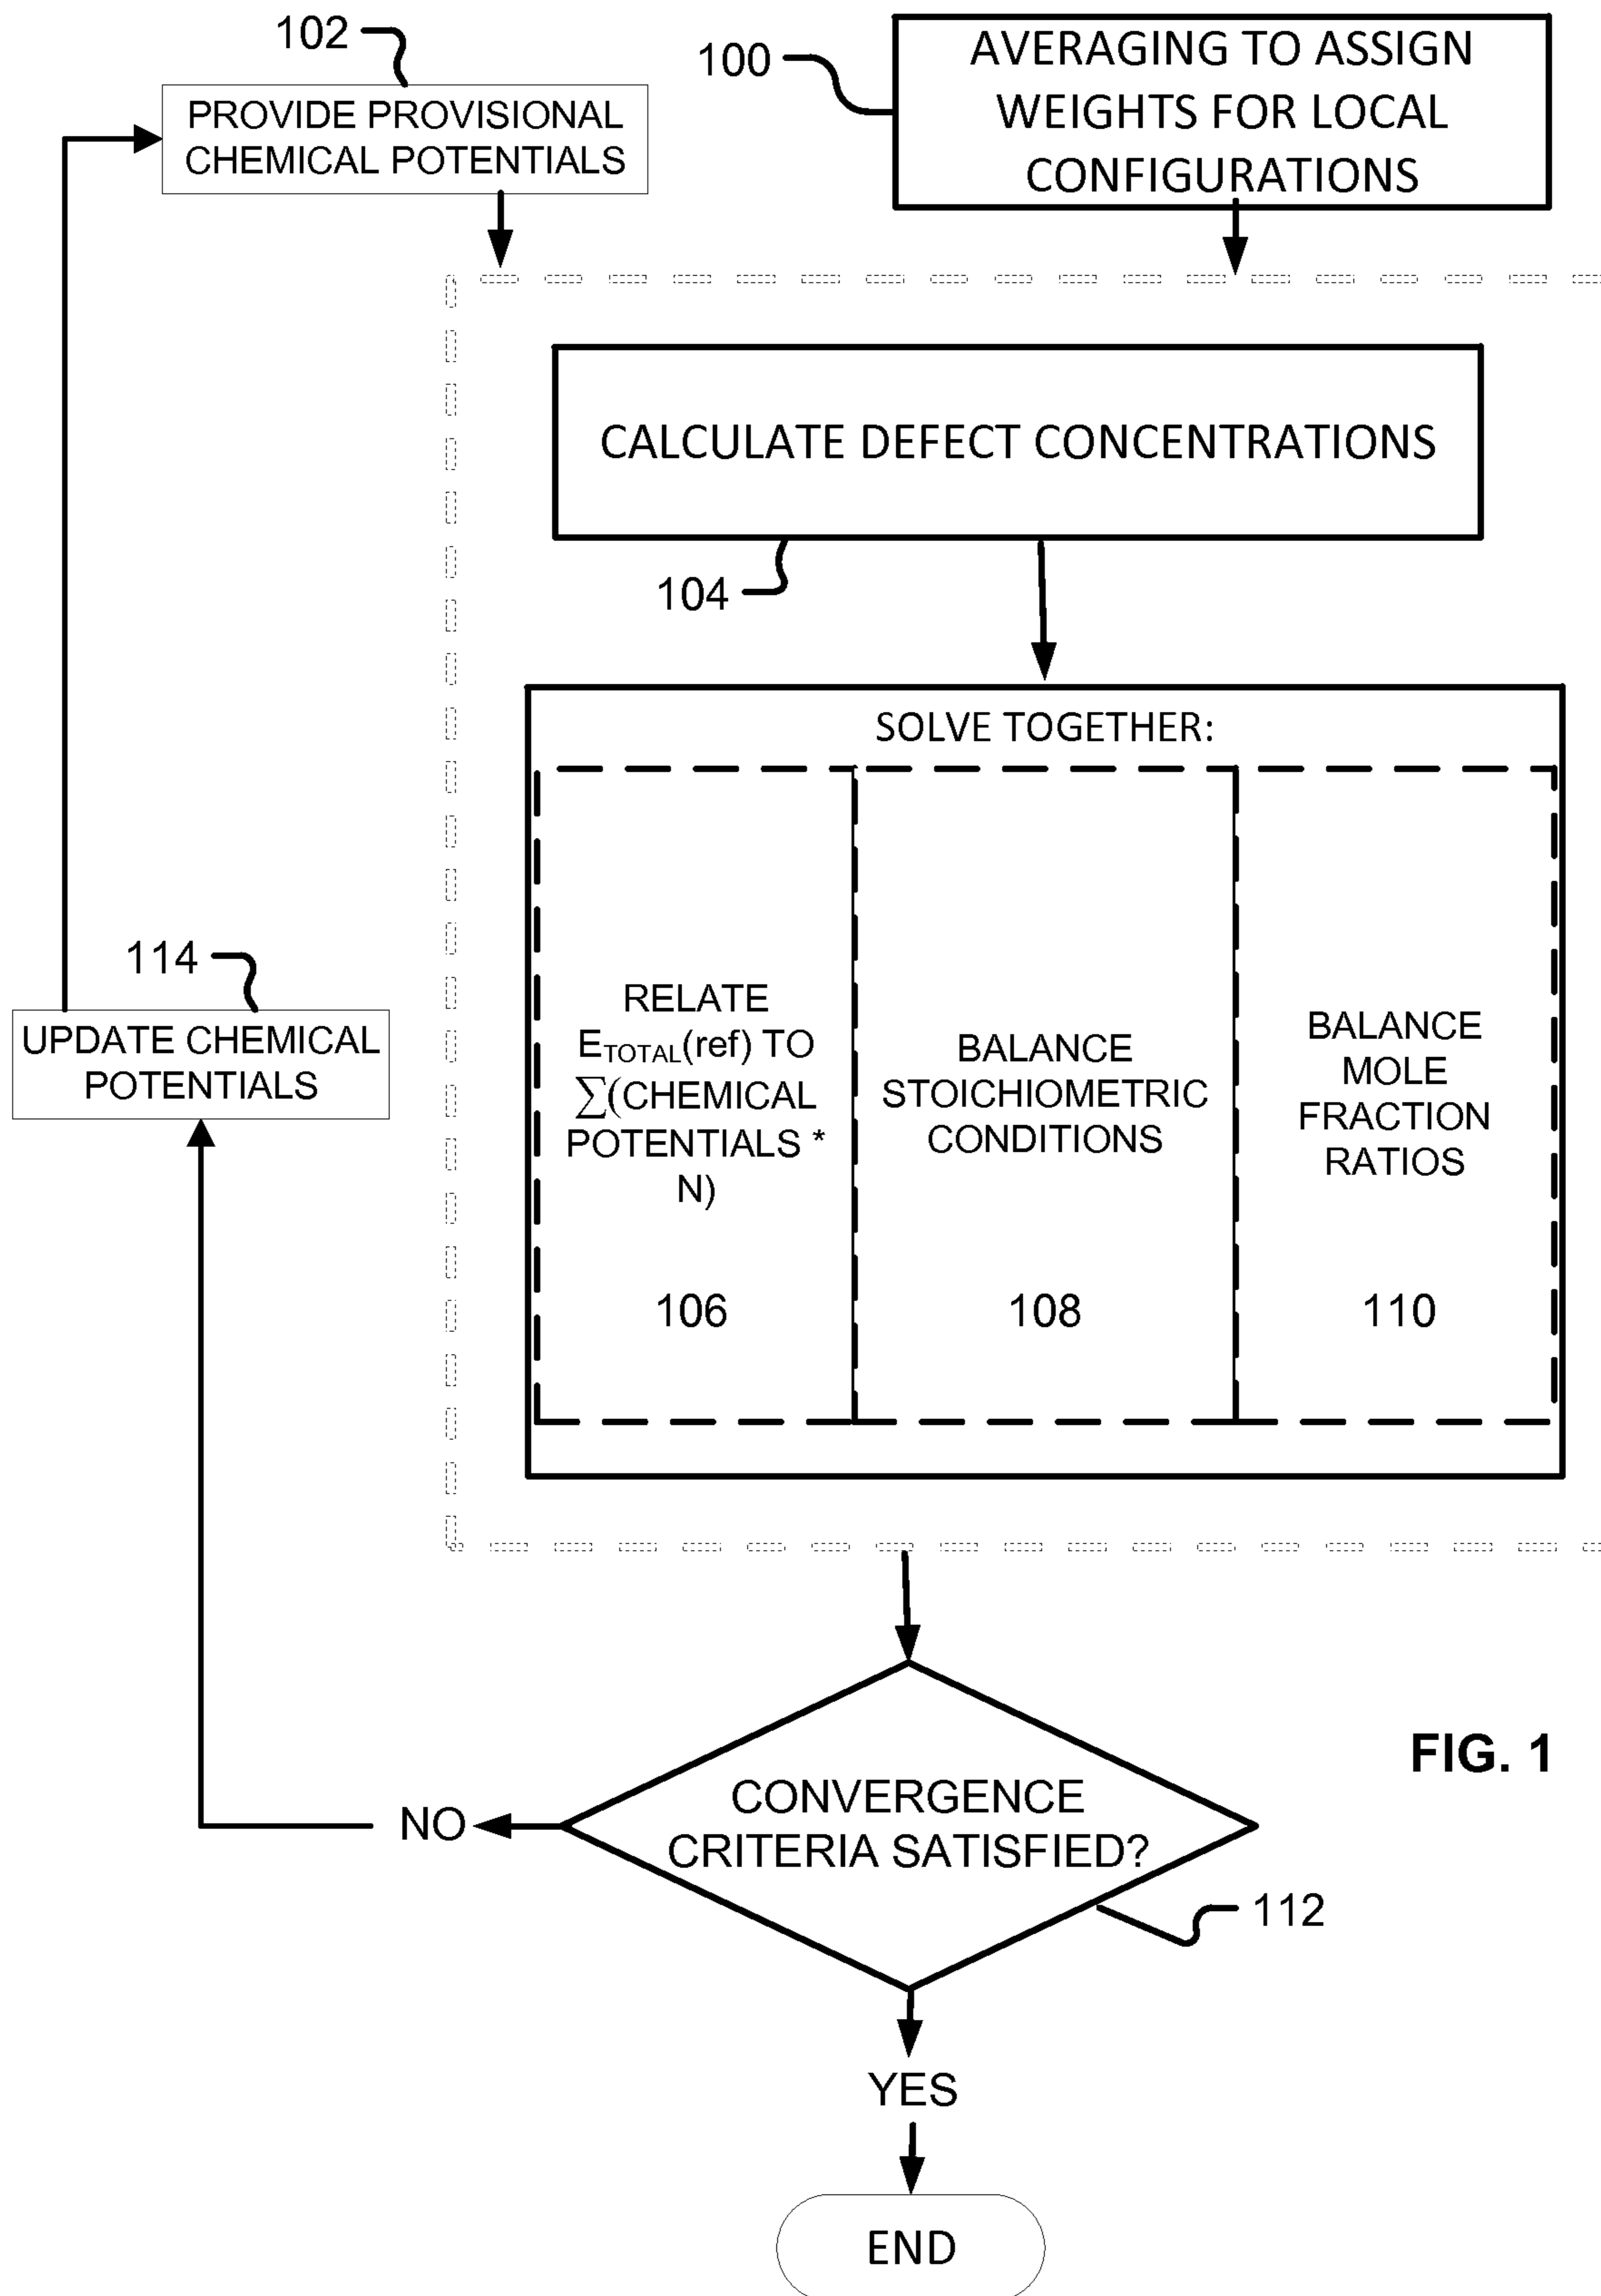 102
PROVIDE PROVISIONAL
CHEMICAL POTENTIALS
100
AVERAGING TO ASSIGN
WEIGHTS FOR LOCAL
CONFIGURATIONS
CALCULATE DEFECT CONCENTRATIONS
104
SOLVE TOGETHER:
RELATE
E_TOTAL(ref) TO
∑(CHEMICAL
POTENTIALS *
N)
106
BALANCE
STOICHIOMETRIC
CONDITIONS
108
BALANCE
MOLE
FRACTION
RATIOS
110
114
UPDATE CHEMICAL
POTENTIALS
CONVERGENCE
CRITERIA SATISFIED?
NO
112
YES
END
FIG. 1